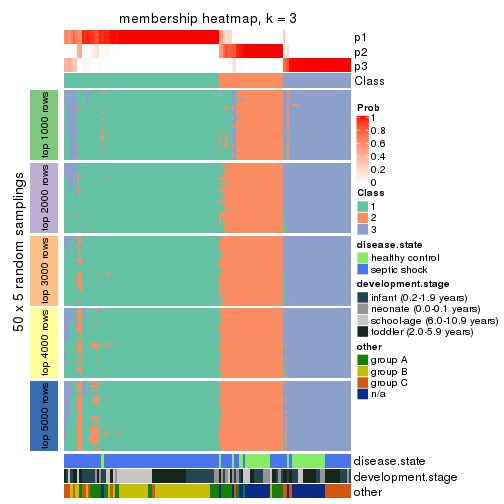 membership heatmap, k = 3
p1
p2
p3
Class
50 x 5 random samplings
top 1000 rows
top 2000 rows
top 3000 rows
top 4000 rows
top 5000 rows
Prob
1
0.8
0.6
0.4
0.2
0
Class
1
2
3
disease.state
healthy control
septic shock
development.stage
infant (0.2-1.9 years)
neonate (0.0-0.1 years)
school-age (6.0-10.9 years)
toddler (2.0-5.9 years)
other
group A
group B
group C
n/a
disease.state
development.stage
other